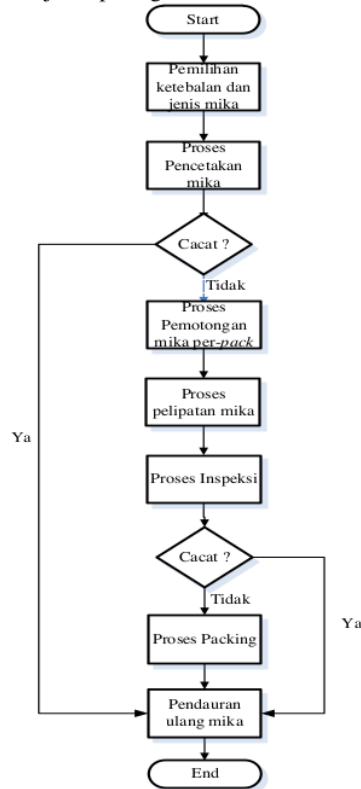 Start
Pemilihan
ketebalan dan
jenis mika
Proses
Pencetakan
mika
Cacat ?
Tidak
Proses
Pemotongan
mika per-pack
Proses
pelipatan mika
Ya
Proses Inspeksi
Cacat ?
Tidak
Proses Packing
Ya
Pendauran
ulang mika
End